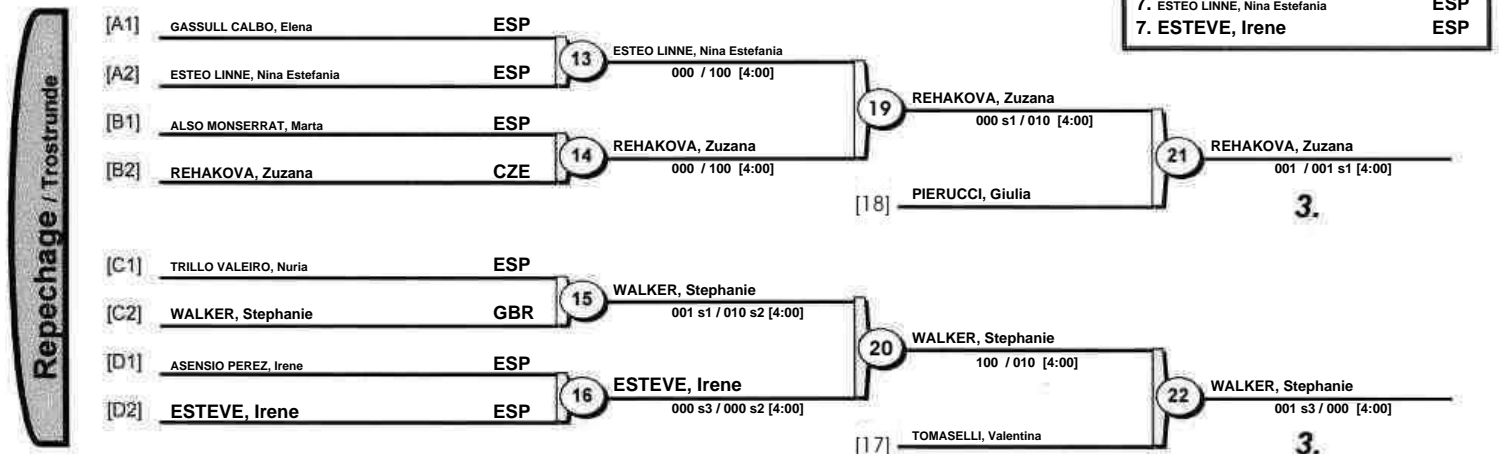 7. ESTEO LINNE, Nina Estefania ESP
7. ESTEVE, Irene ESP
Repechage / Trostrunde
[A1] GASSULL CALBO, Elena ESP
[A2] ESTEO LINNE, Nina Estefania ESP
13
ESTEO LINNE, Nina Estefania
000 / 100 [4:00]
[B1] ALSO MONSERRAT, Marta ESP
[B2] REHAKOVA, Zuzana CZE
14
REHAKOVA, Zuzana
000 / 100 [4:00]
19
REHAKOVA, Zuzana
000 s1 / 010 [4:00]
[18] PIERUCCI, Giulia
21
REHAKOVA, Zuzana
001 / 001 s1 [4:00]
3.
[C1] TRILLO VALEIRO, Nuria ESP
[C2] WALKER, Stephanie GBR
15
WALKER, Stephanie
001 s1 / 010 s2 [4:00]
[D1] ASENSIO PEREZ, Irene ESP
[D2] ESTEVE, Irene ESP
16
ESTEVE, Irene
000 s3 / 000 s2 [4:00]
20
WALKER, Stephanie
100 / 010 [4:00]
[17] TOMASELLI, Valentina
22
WALKER, Stephanie
001 s3 / 000 [4:00]
3.